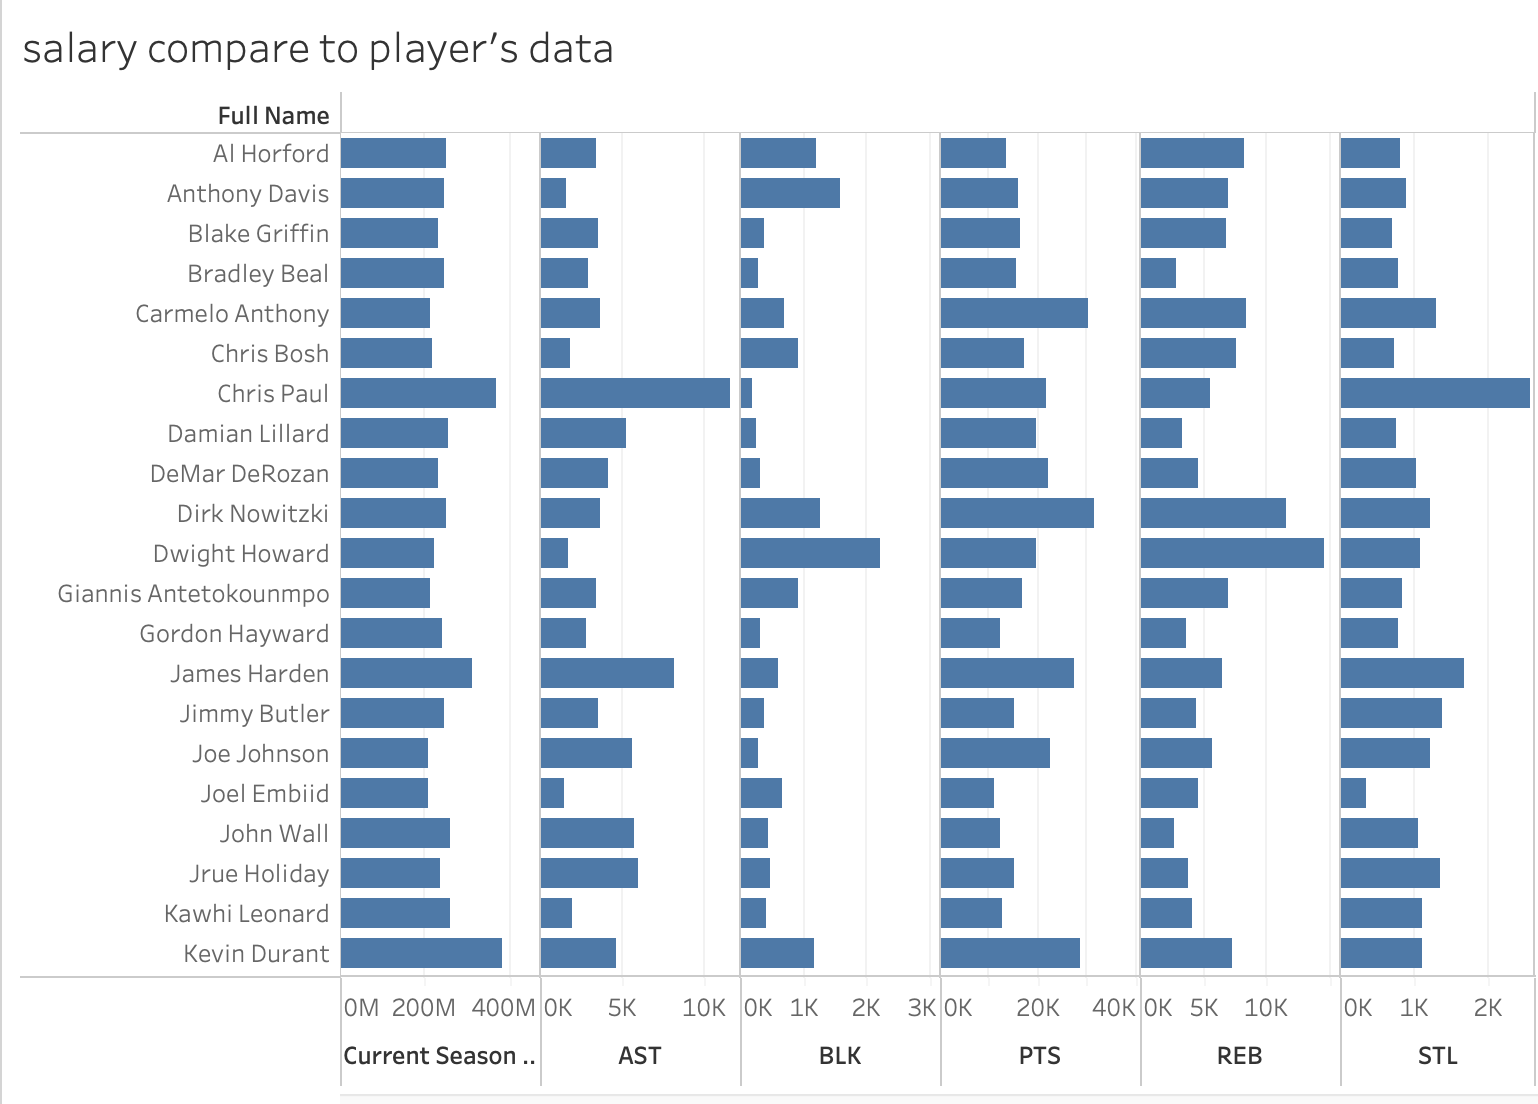 salary compare to player's data
Full Name
Al Horford
Anthony Davis
Blake Griffin
Bradley Beal
Carmelo Anthony
Chris Bosh
Chris Paul
Damian Lillard
DeMar DeRozan
Dirk Nowitzki
Dwight Howard
Giannis Antetokounmpo
Gordon Hayward
James Harden
Jimmy Butler
Joe Johnson
Joel Embiid
John Wall
Jrue Holiday
Kawhi Leonard
Kevin Durant
0M 200M 400M 0K 5K 10K 0K 1K 2K 3K 0K 20K 40K 0K 5K 10K 0K 1K 2K
Current Season .. AST BLK PTS REB STL